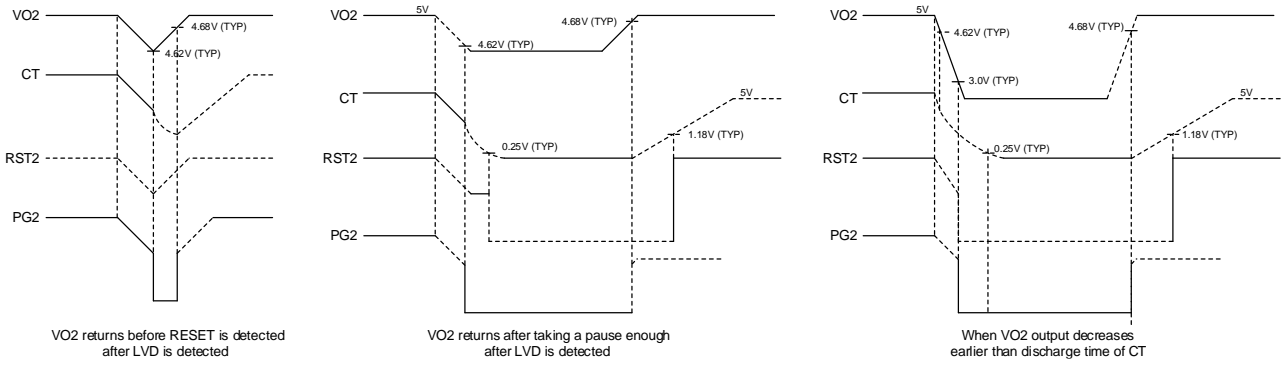 VO2
4.68V (TYP)
4.62V (TYP)
CT
RST2
PG2
VO2 returns before RESET is detected
after LVD is detected
VO2
5V
4.68V (TYP)
4.62V (TYP)
CT
5V
1.18V (TYP)
0.25V (TYP)
RST2
PG2
VO2 returns after taking a pause enough
after LVD is detected
VO2
5V
4.62V (TYP)
4.68V (TYP)
3.0V (TYP)
CT
5V
1.18V (TYP)
0.25V (TYP)
RST2
PG2
When VO2 output decreases
earlier than discharge time of CT